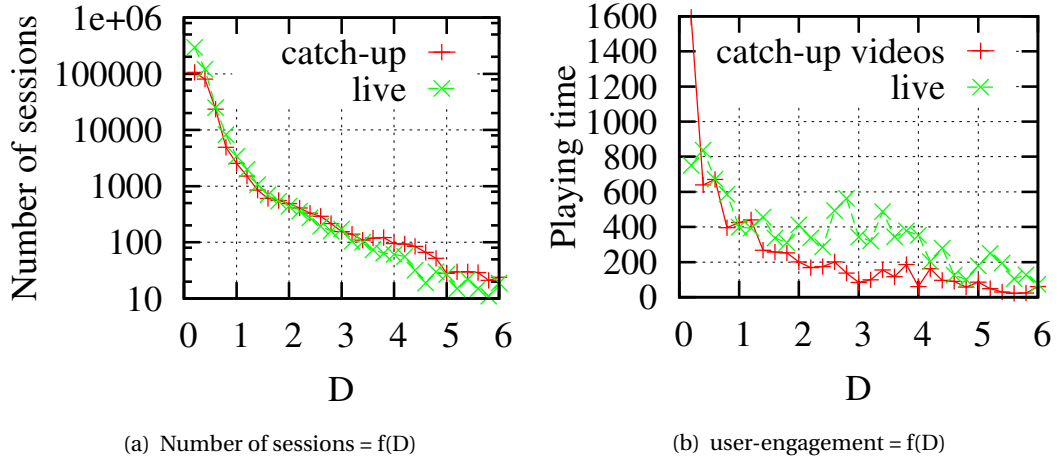 Number of sessions
1e+06
100000
10000
1000
100
10
catch-up
live
0 1 2 3 4 5 6
D
(a) Number of sessions = f(D)
Playing time
1600
1400
1200
1000
800
600
400
200
0
catch-up videos
live
0 1 2 3 4 5 6
D
(b) user-engagement = f(D)